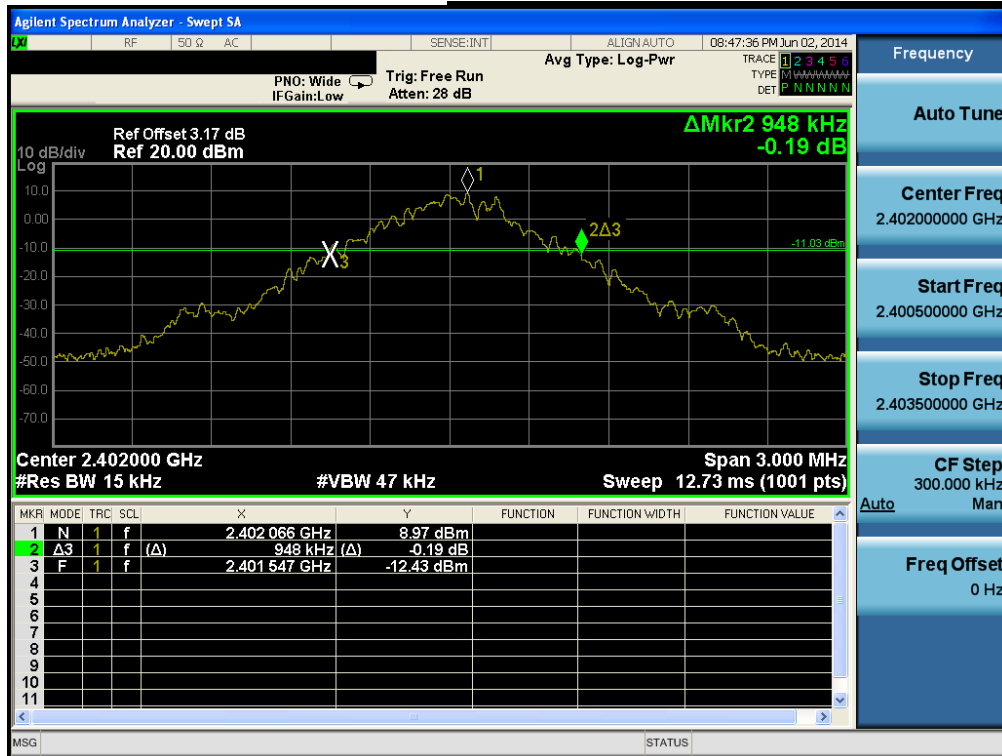 Agilent Spectrum Analyzer - Swept SA
LXI RF 50 Ω AC SENSE:INT ALIGN AUTO 08:47:36 PM Jun 02, 2014
Frequency
Avg Type: Log-Pwr
TRACE 1 2 3 4 5 6
TYPE M
DET P N N N N N
PNO: Wide
IFGain:Low
Trig: Free Run
Atten: 28 dB
Auto Tune
ΔMkr2 948 kHz
-0.19 dB
Ref Offset 3.17 dB
Ref 20.00 dBm
10 dB/div
Log
10.0
0.00
-10.0
-20.0
-30.0
-40.0
-50.0
-60.0
-70.0
1
2Δ3
3
-11.03 dBm
Center Freq
2.402000000 GHz
Start Freq
2.400500000 GHz
Stop Freq
2.403500000 GHz
Center 2.402000 GHz Span 3.000 MHz
#Res BW 15 kHz #VBW 47 kHz Sweep 12.73 ms (1001 pts)
CF Step
300.000 kHz
Auto Man
Freq Offset
0 Hz
MKR MODE TRC SCL X Y FUNCTION FUNCTION WIDTH FUNCTION VALUE
1 N 1 f 2.402 066 GHz 8.97 dBm
2 Δ3 1 f (Δ) 948 kHz (Δ) -0.19 dB
3 F 1 f 2.401 547 GHz -12.43 dBm
4
5
6
7
8
9
10
11
MSG STATUS